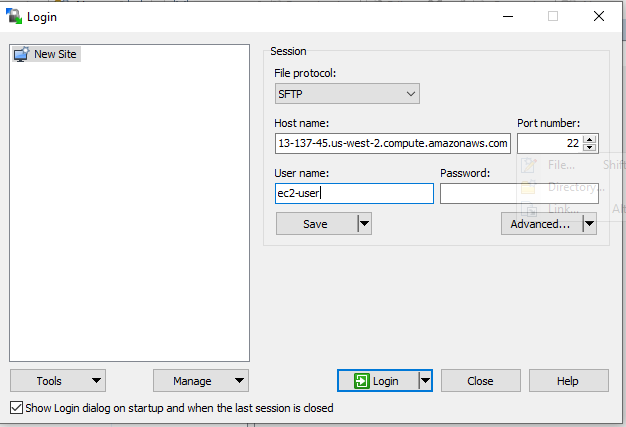 Login
New Site
Session
File protocol:
SFTP
Host name:
Port number:
13-137-45.us-west-2.compute.amazonaws.com
22
File... Shift
User name:
Password:
Directory...
ec2-user
Link... Alt
Save
Advanced...
Tools
Manage
Login
Close
Help
Show Login dialog on startup and when the last session is closed